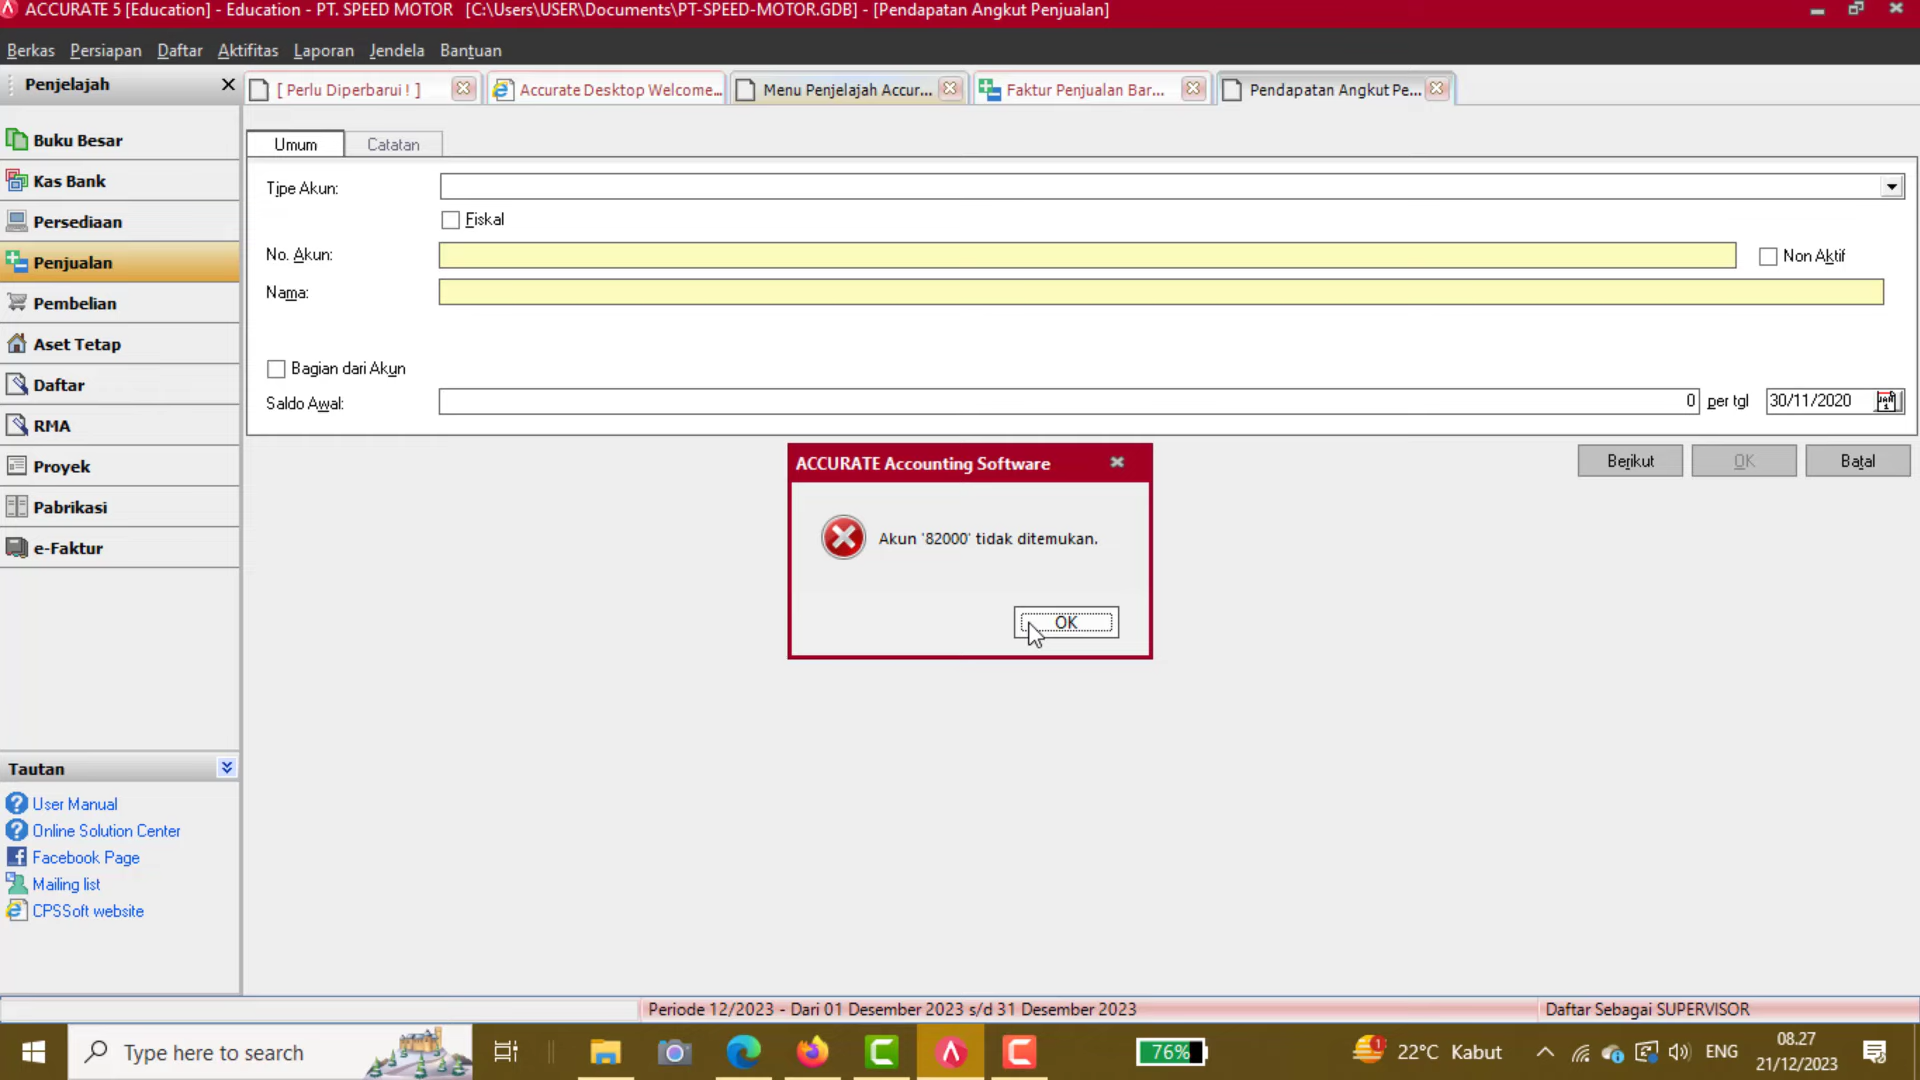 ACCURATE 5 [Education] - Education - PT. SPEED MOTOR [C:\Users\USER\Documents\PT-SPEED-MOTOR.GDB] - [Pendapatan Angkut Penjualan]
Berkas Persiapan Daftar Aktifitas Laporan Jendela Bantuan
Penjelajah
[ Perlu Diperbarui ! ]
Accurate Desktop Welcome...
Menu Penjelajah Accur...
Faktur Penjualan Bar...
Pendapatan Angkut Pe...
Buku Besar
Kas Bank
Persediaan
Penjualan
Pembelian
Aset Tetap
Daftar
RMA
Proyek
Pabrikasi
e-Faktur
Umum
Catatan
Tipe Akun:
Fiskal
No. Akun:
Non Aktif
Nama:
Bagian dari Akun
Saldo Awal:
0
per tgl
30/11/2020
Berikut
OK
Batal
ACCURATE Accounting Software
Akun '82000' tidak ditemukan.
OK
Tautan
User Manual
Online Solution Center
Facebook Page
Mailing list
CPSSoft website
Periode 12/2023 - Dari 01 Desember 2023 s/d 31 Desember 2023
Daftar Sebagai SUPERVISOR
Type here to search
76%
1
22°C Kabut
ENG
08.27
21/12/2023